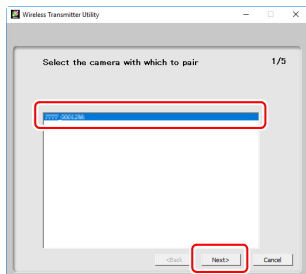 Wireless Transmitter Utility
Select the camera with which to pair 1/5
<Back Next> Cancel